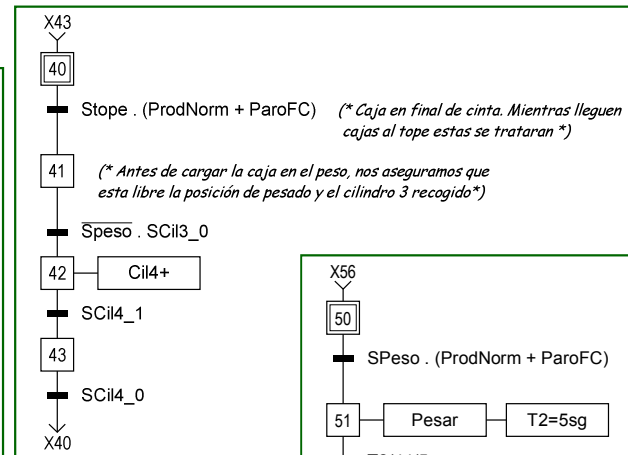 X43
40
Stope . (ProdNorm + ParoFC)
(* Caja en final de cinta. Mientras lleguen
cajas al tope estas se trataran *)
41
(* Antes de cargar la caja en el peso, nos aseguramos que
esta libre la posición de pesado y el cilindro 3 recogido*)
Speso . SCil3_0
42
Cil4+
SCil4_1
43
SCil4_0
X40
X56
50
SPeso . (ProdNorm + ParoFC)
51
Pesar
T2=5sg